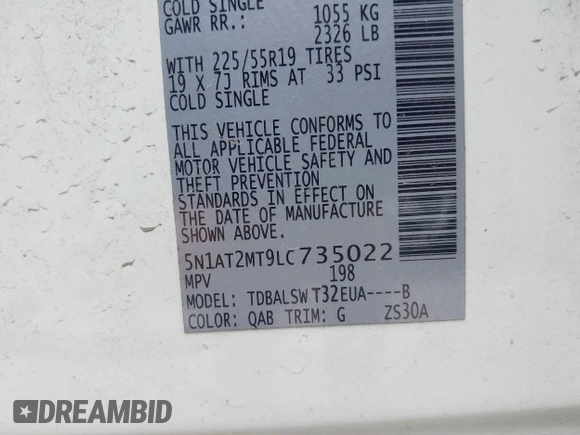 COLD SINGLE
GAWR RR.: 1055 KG
2326 LB
WITH 225/55R19 TIRES
19 X 7J RIMS AT 33 PSI
COLD SINGLE
THIS VEHICLE CONFORMS TO
ALL APPLICABLE FEDERAL
MOTOR VEHICLE SAFETY AND
THEFT PREVENTION
STANDARDS IN EFFECT ON
THE DATE OF MANUFACTURE
SHOWN ABOVE.
5N1AT2MT9LC735022
MPV 198
MODEL: TDBALSW T32EUA----B
COLOR: QAB TRIM: G ZS30A
DREAMBID